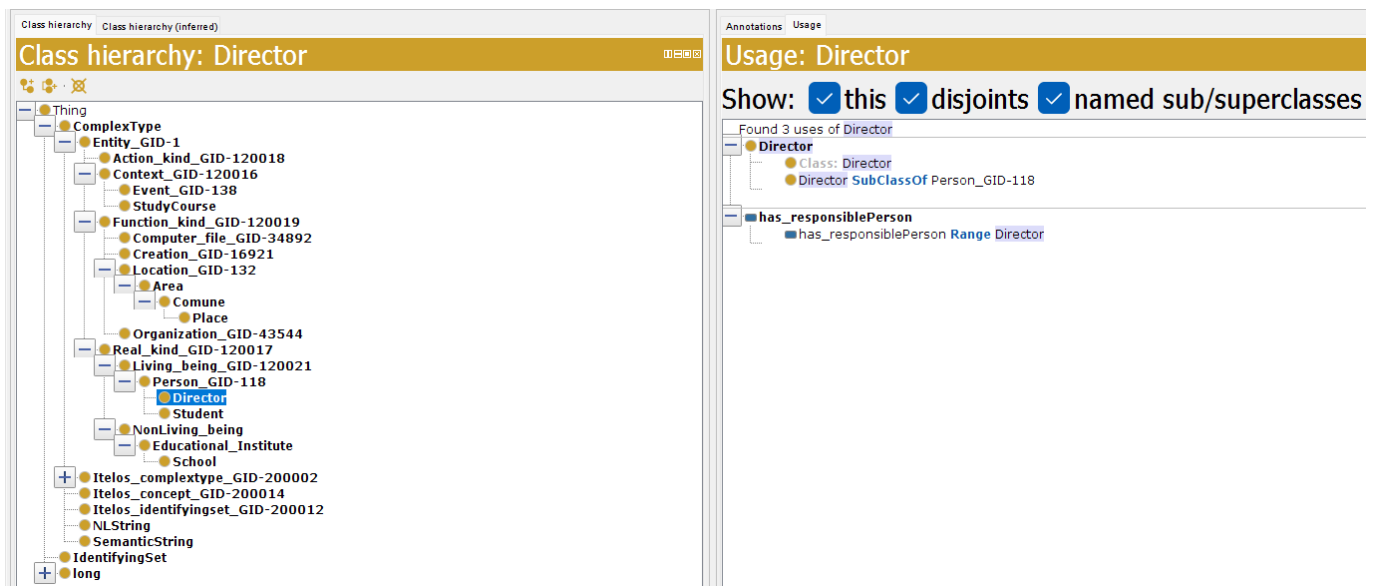 Class hierarchy Class hierarchy (inferred)
Class hierarchy: Director
Thing
ComplexType
Entity_GID-1
Action_kind_GID-120018
Context_GID-120016
Event_GID-138
StudyCourse
Function_kind_GID-120019
Computer_file_GID-34892
Creation_GID-16921
Location_GID-132
Area
Comune
Place
Organization_GID-43544
Real_kind_GID-120017
Living_being_GID-120021
Person_GID-118
Director
Student
NonLiving_being
Educational_Institute
School
Itelos_complextype_GID-200002
Itelos_concept_GID-200014
Itelos_identifyingset_GID-200012
NLString
SemanticString
IdentifyingSet
long
Annotations Usage
Usage: Director
Show: this disjoints named sub/superclasses
Found 3 uses of Director
Director
Class: Director
Director SubClassOf Person_GID-118
has_responsiblePerson
has_responsiblePerson Range Director